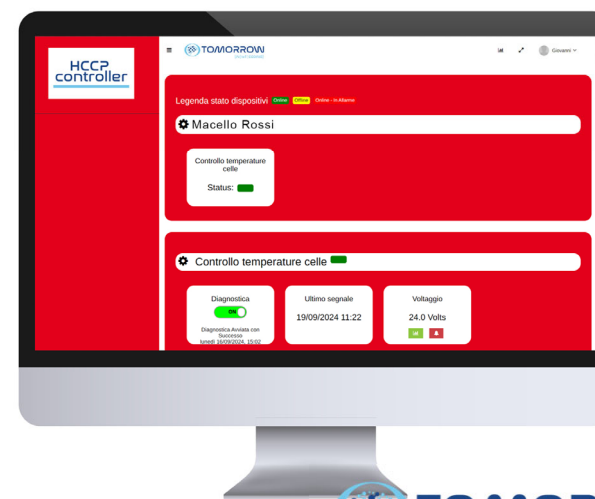 HCCP
controller
TOMORROW
Giovanni
Legenda stato dispositivi Online Offline Online - In Allarme
Macello Rossi
Controllo temperature
celle
Status:
Controllo temperature celle
Diagnostica
ON
Diagnostica Avviata con
Successo
lunedì 16/09/2024, 15:02
Ultimo segnale
19/09/2024 11:22
Voltaggio
24.0 Volts